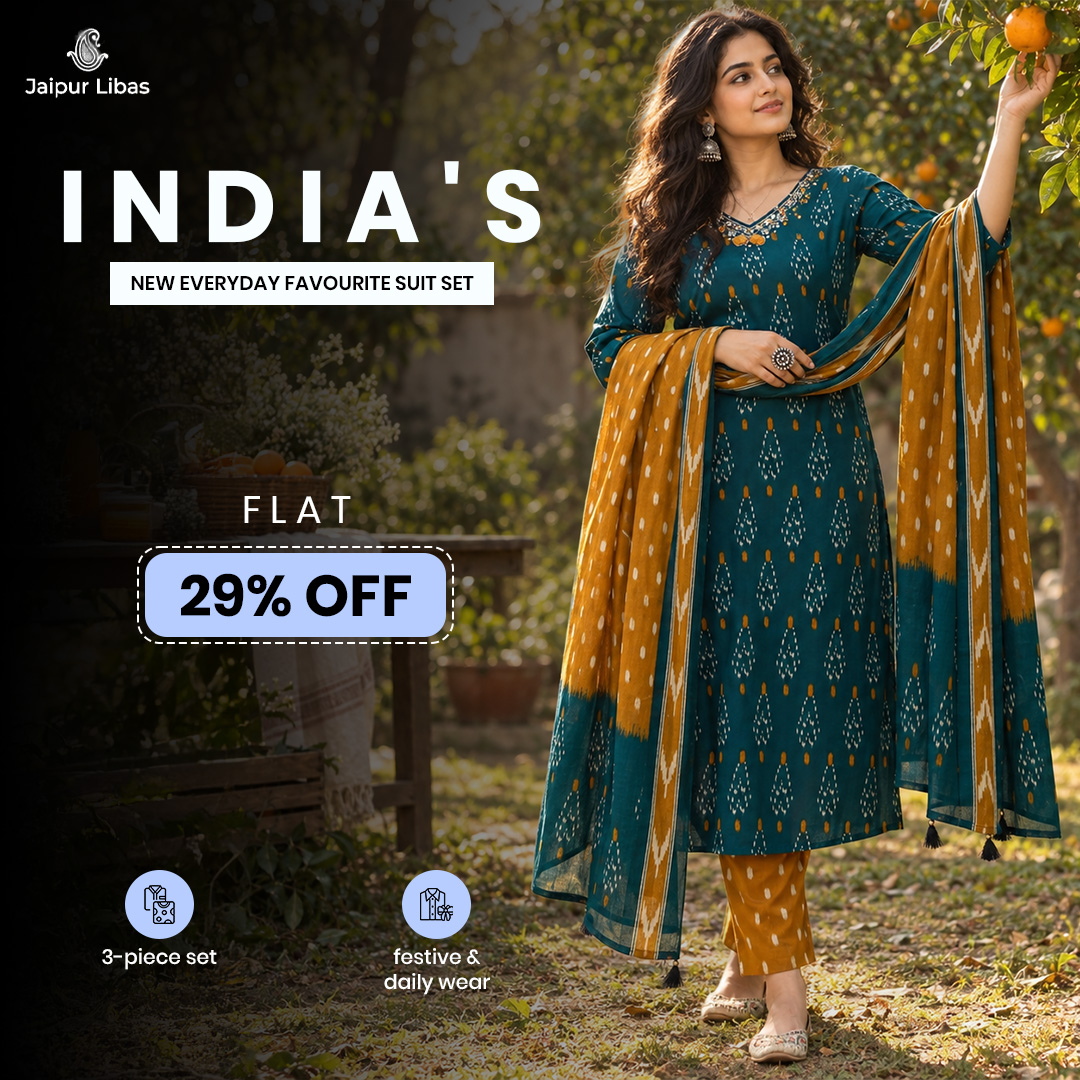 Jaipur Libas
INDIA'S
NEW EVERYDAY FAVOURITE SUIT SET
FLAT
29% OFF
3-piece set
festive &
daily wear